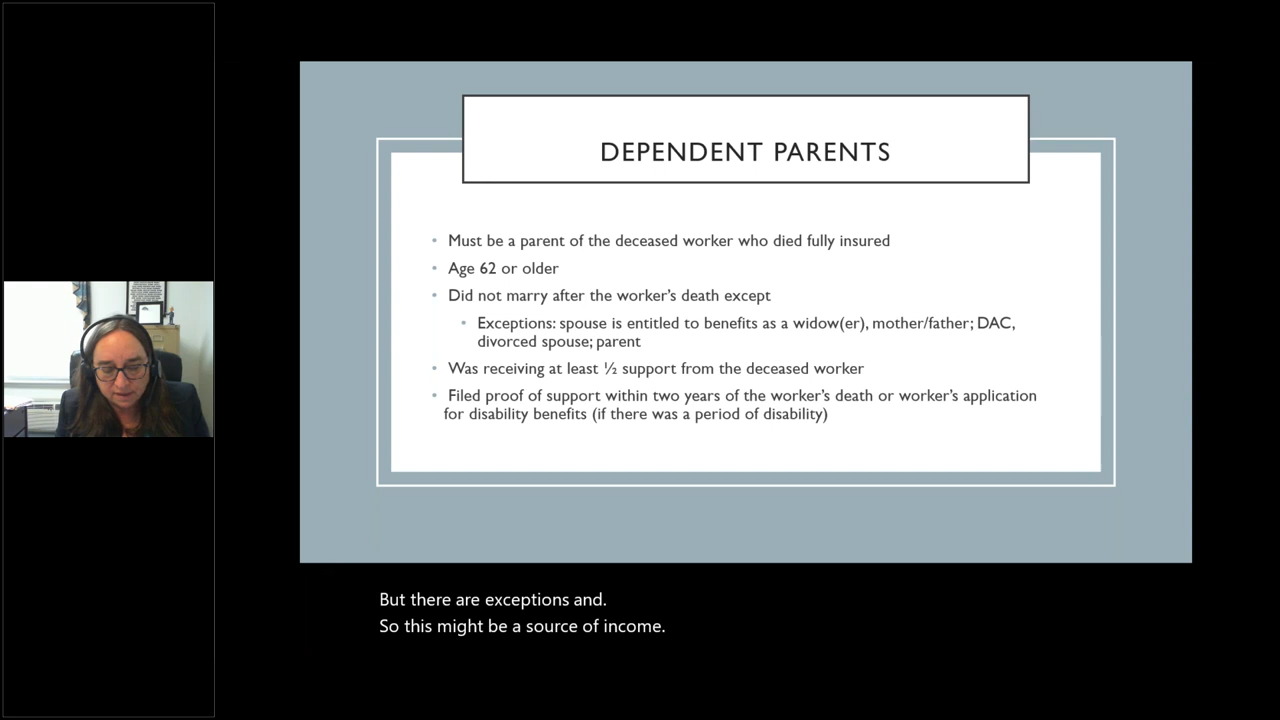 DEPENDENT PARENTS
• Must be a parent of the deceased worker who died fully insured
• Age 62 or older
• Did not marry after the worker’s death except
• Exceptions: spouse is entitled to benefits as a widow(er), mother/father; DAC,
divorced spouse; parent
• Was receiving at least ½ support from the deceased worker
• Filed proof of support within two years of the worker’s death or worker’s application
for disability benefits (if there was a period of disability)
But there are exceptions and.
So this might be a source of income.